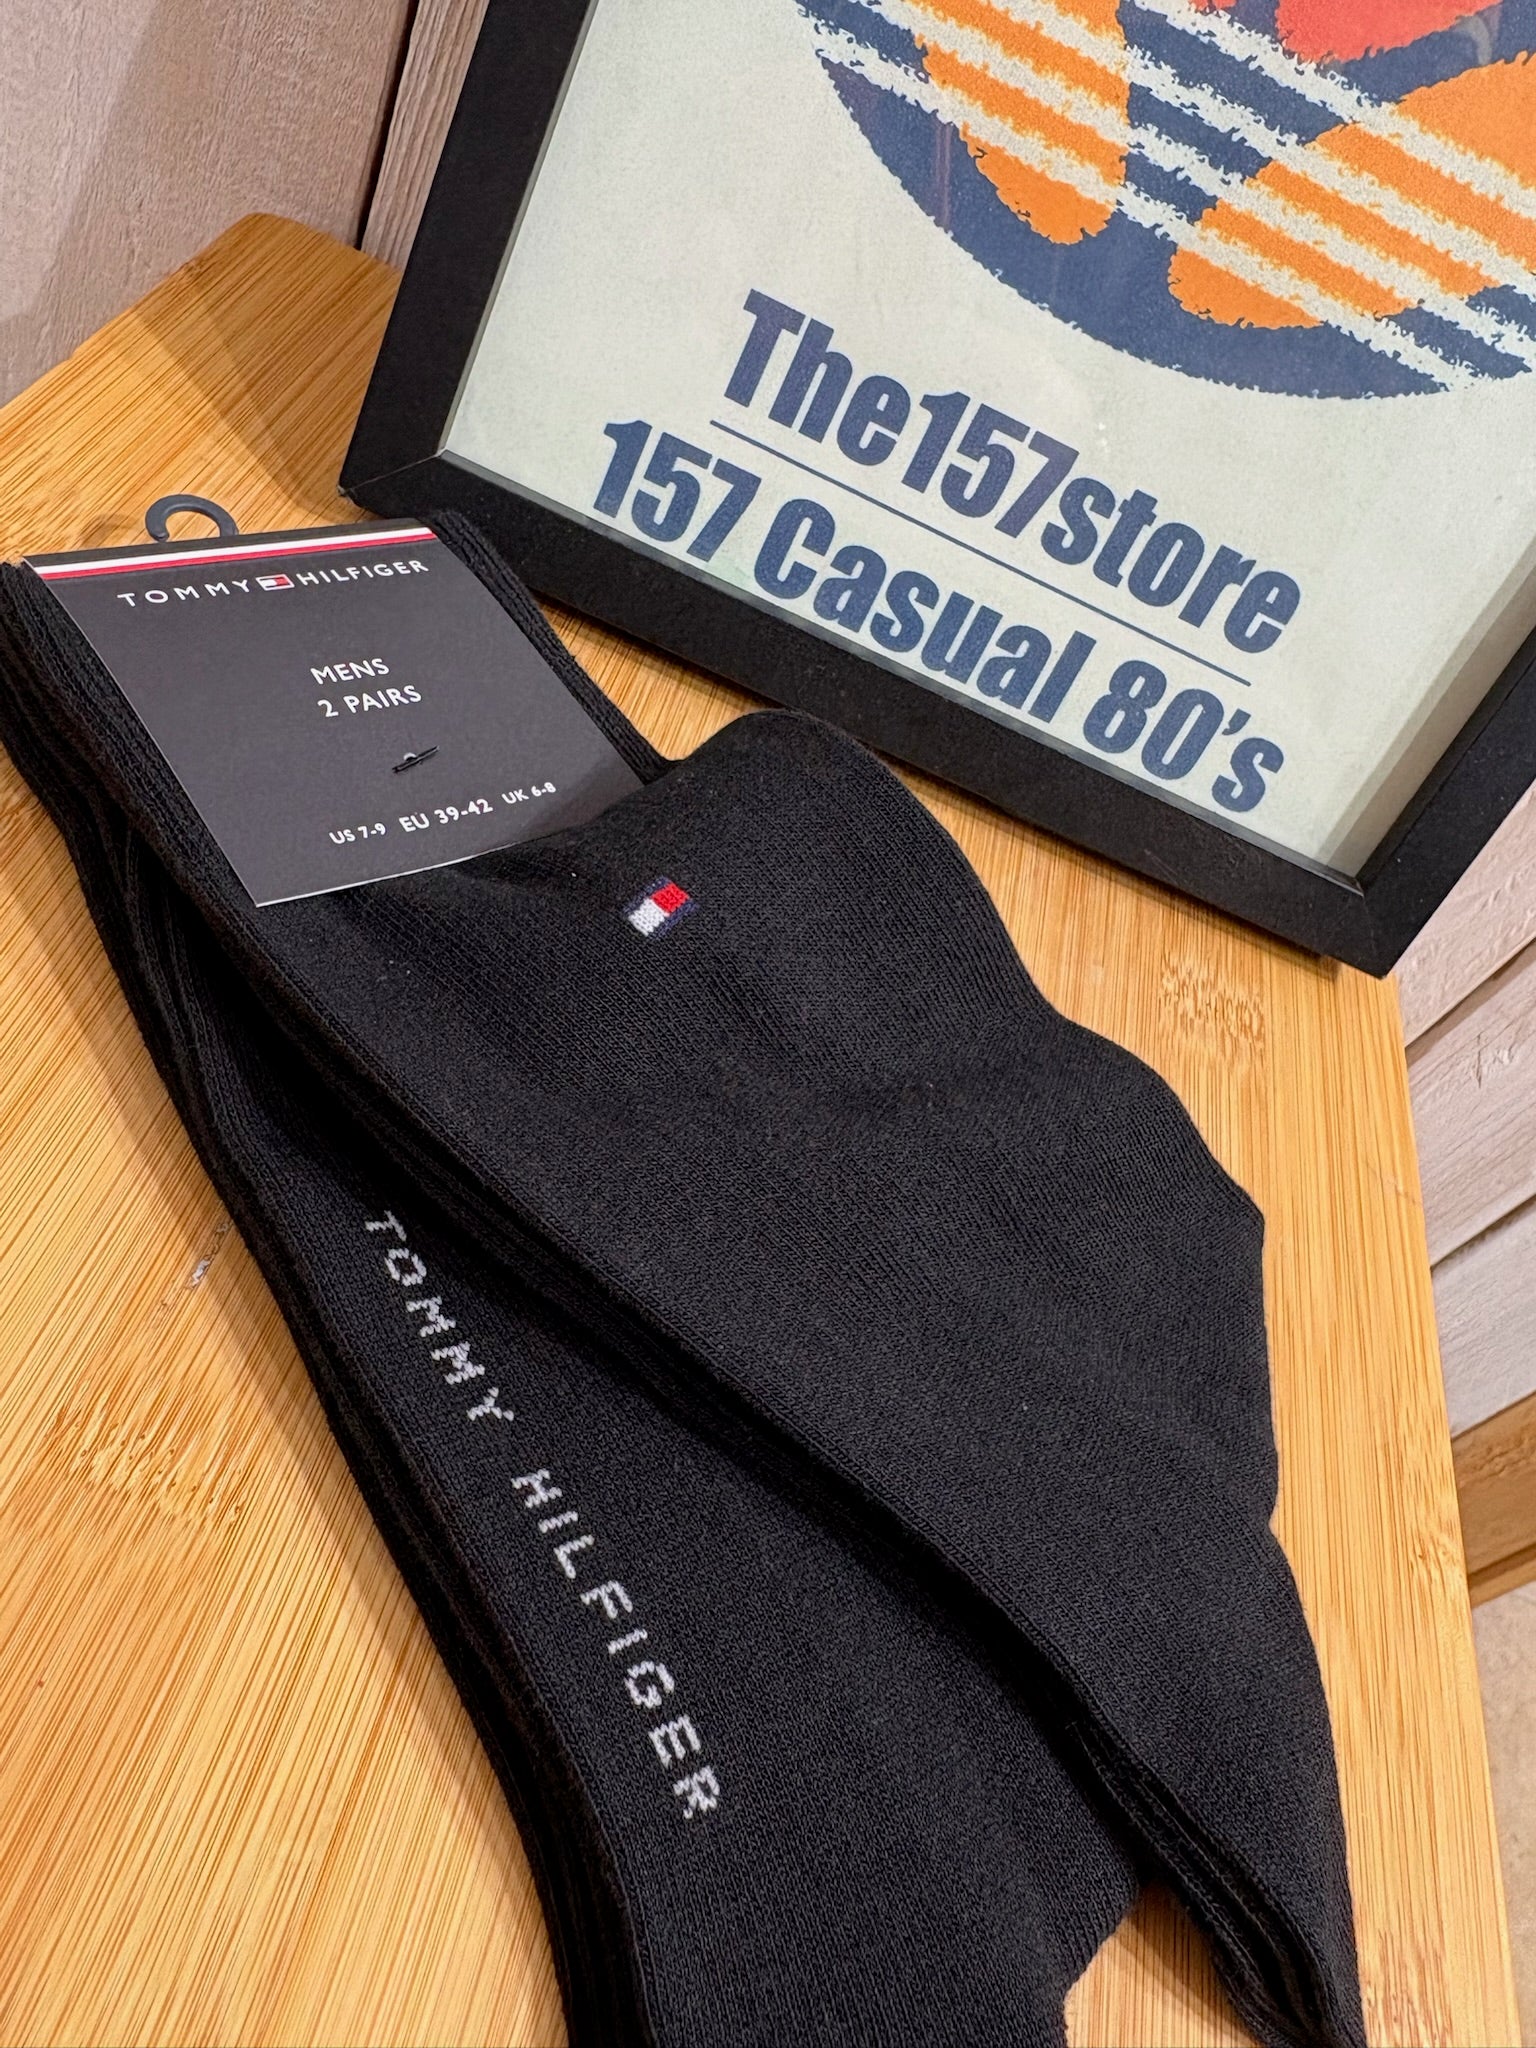 The157store
157 Casual 80's
TOMMY HILFIGER
MENS
2 PAIRS
US 7-9 EU 39-42 UK 6-8
TOMMY HILFIGER